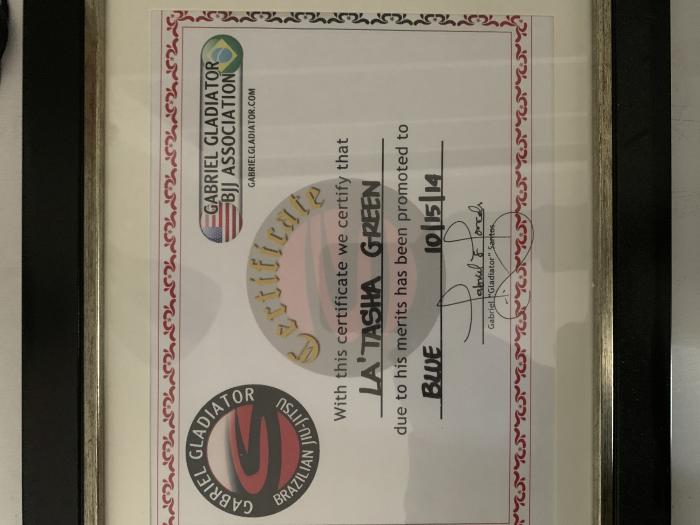 GABRIEL GLADIATOR
BRAZILIAN JIU-JITSU
GABRIEL GLADIATOR
BJJ ASSOCIATION
GABRIELGLADIATOR.COM
Certificate
With this certificate we certify that
LA'TASHA GREEN
due to his merits has been promoted to
BLUE 10/15/14
Gabriel "Gladiator" Santos